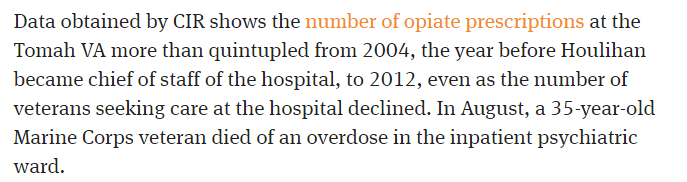 Data obtained by CIR shows the number of opiate prescriptions at the
Tomah VA more than quintupled from 2004, the year before Houlihan
became chief of staff of the hospital, to 2012, even as the number of
veterans seeking care at the hospital declined. In August, a 35-year-old
Marine Corps veteran died of an overdose in the inpatient psychiatric
ward.